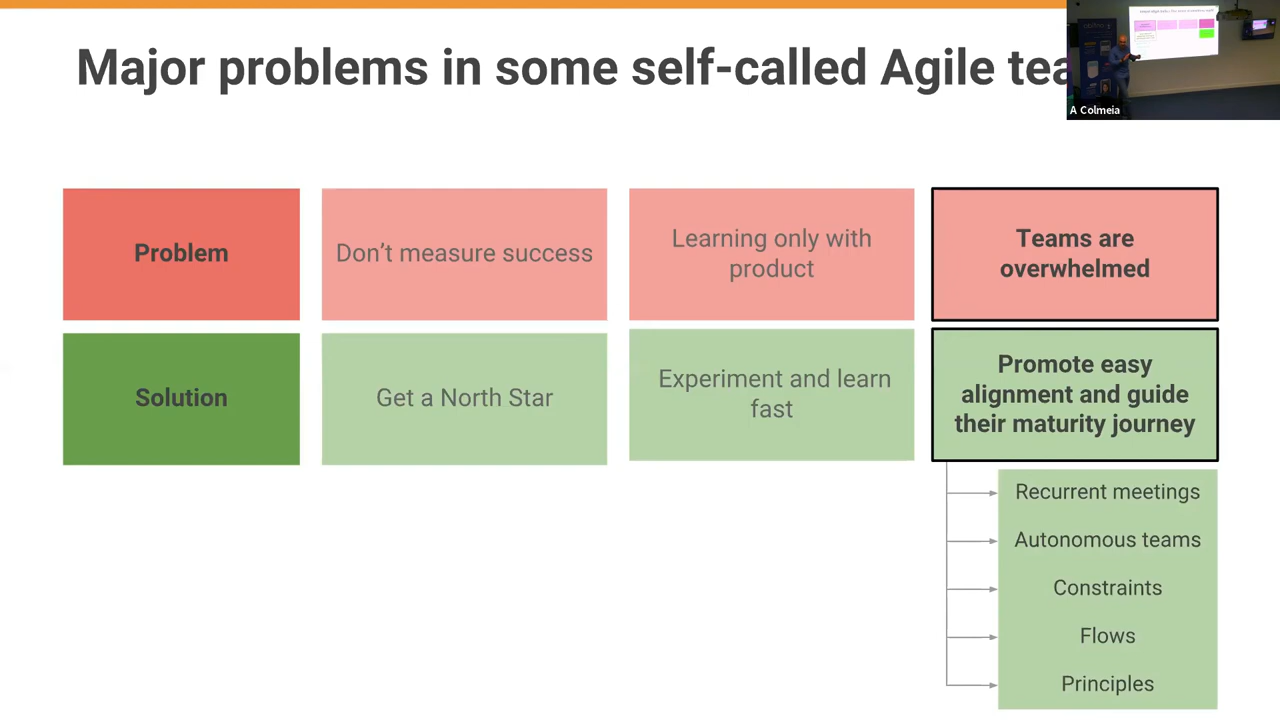 Major problems in some self-called Agile
A Colmeia
Problem
Don't measure success
Learning only with
product
Teams are
overwhelmed
Solution
Get a North Star
Experiment and learn
fast
Promote easy
alignment and guide
their maturity journey
Recurrent meetings
Autonomous teams
Constraints
Flows
Principles